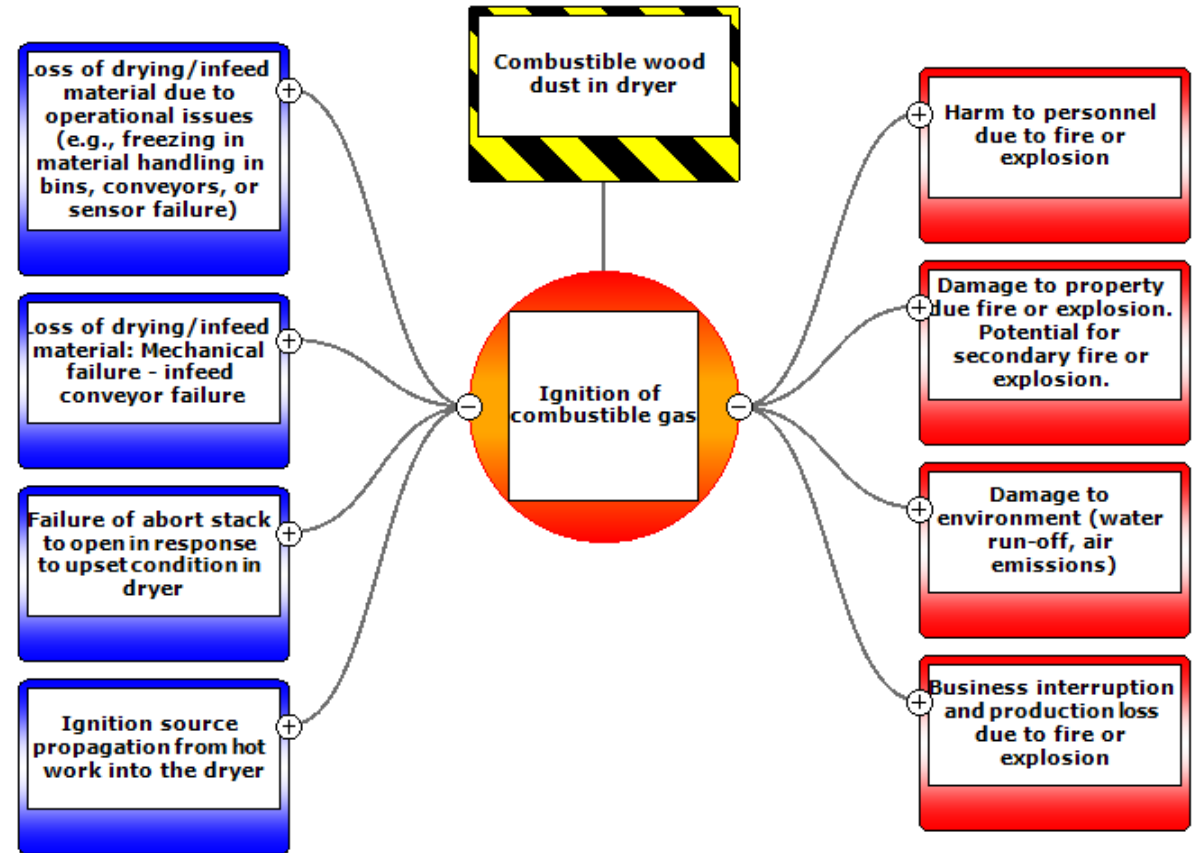 Combustible wood
dust in dryer
Loss of drying/infeed
material due to
operational issues
(e.g., freezing in
material handling in
bins, conveyors, or
sensor failure)
Loss of drying/infeed
material: Mechanical
failure - infeed
conveyor failure
Failure of abort stack
to open in response
to upset condition in
dryer
Ignition source
propagation from hot
work into the dryer
Ignition of
combustible gas
Harm to personnel
due to fire or
explosion
Damage to property
due fire or explosion.
Potential for
secondary fire or
explosion.
Damage to
environment (water
run-off, air
emissions)
Business interruption
and production loss
due to fire or
explosion